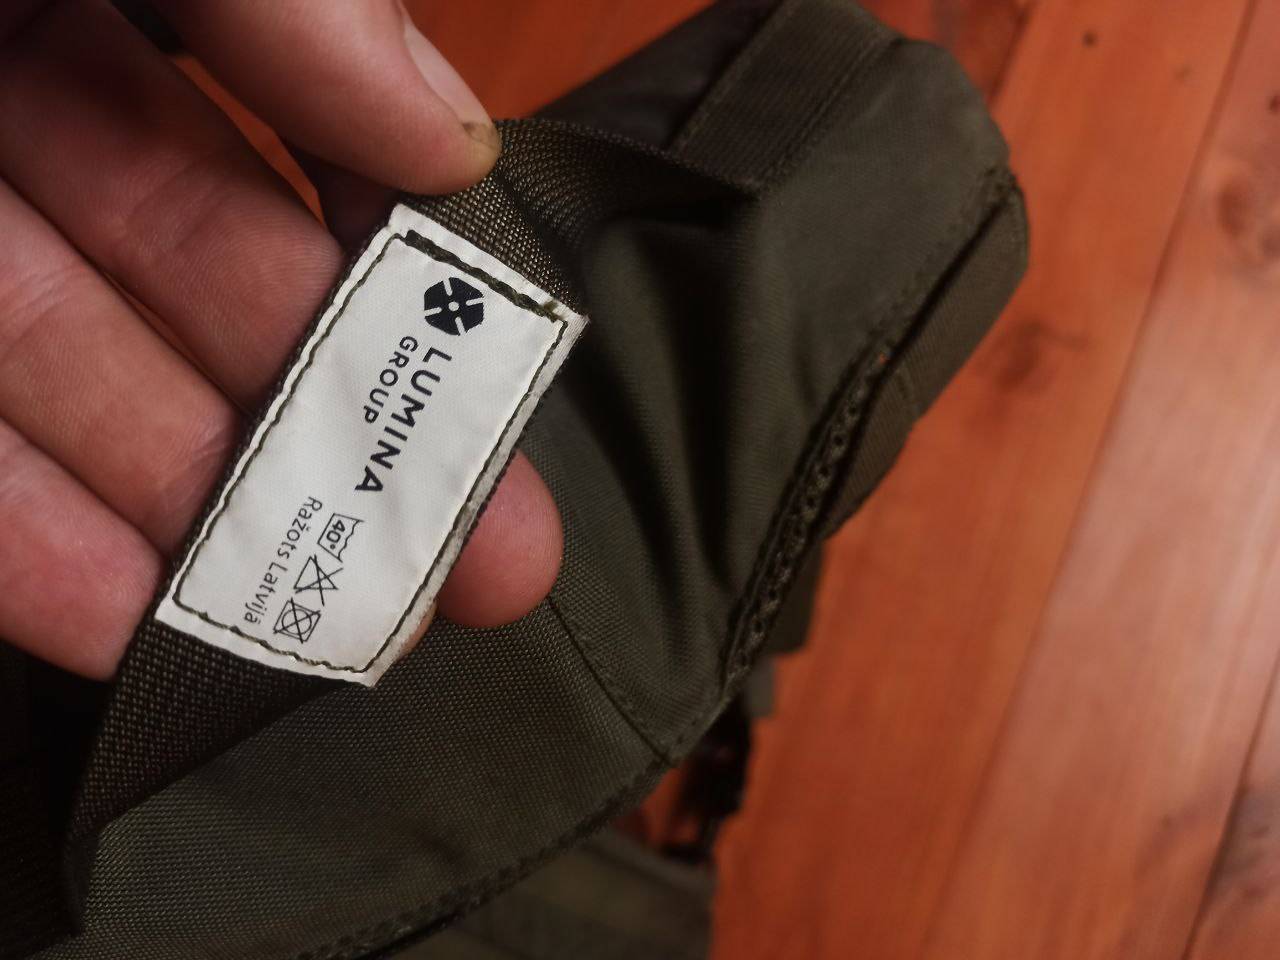 LUMINA
GROUP
40°
Ražots Latvijā